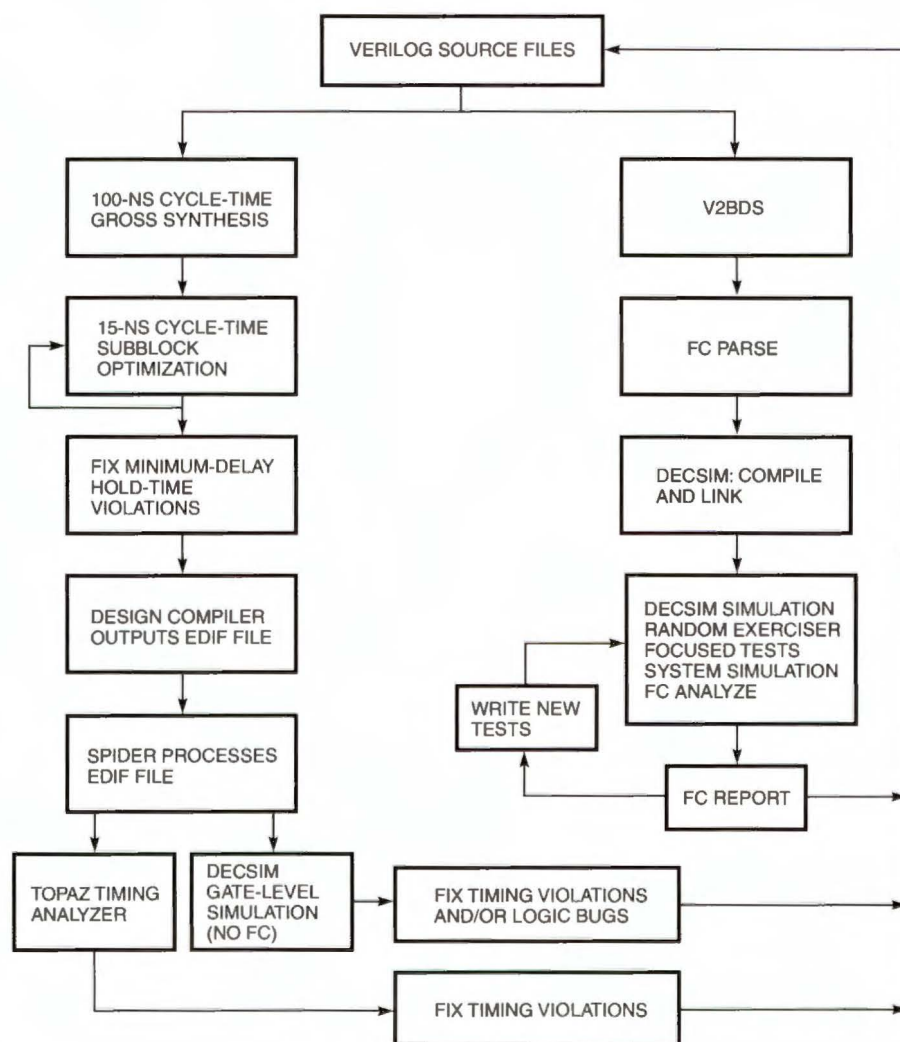 VERILOG SOURCE FILES
100-NS CYCLE-TIME
GROSS SYNTHESIS
15-NS CYCLE-TIME
SUBBLOCK
OPTIMIZATION
FIX MINIMUM-DELAY
HOLD-TIME
VIOLATIONS
DESIGN COMPILER
OUTPUTS EDIF FILE
SPIDER PROCESSES
EDIF FILE
TOPAZ TIMING
ANALYZER
DECSIM
GATE-LEVEL
SIMULATION
(NO FC)
FIX TIMING VIOLATIONS
AND/OR LOGIC BUGS
FIX TIMING VIOLATIONS
V2BDS
FC PARSE
DECSIM: COMPILE
AND LINK
DECSIM SIMULATION
RANDOM EXERCISER
FOCUSED TESTS
SYSTEM SIMULATION
FC ANALYZE
WRITE NEW
TESTS
FC REPORT